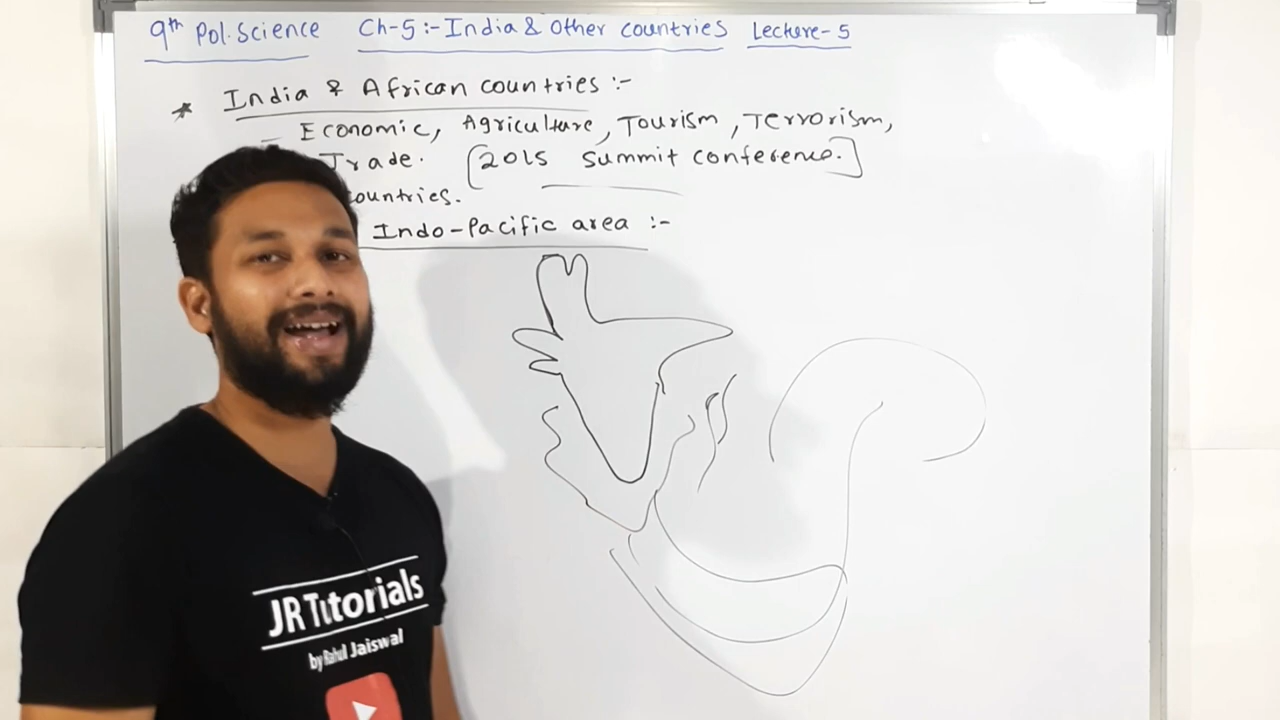 9th Pol. Science Ch-5:- India & Other countries Lecture-5
* India & African countries :-
– Economic, Agriculture, Tourism, Terrorism,
Trade. [2015 Summit conference.]
countries.
Indo-Pacific area :-
JR Tutorials
by Rahul Jaiswal